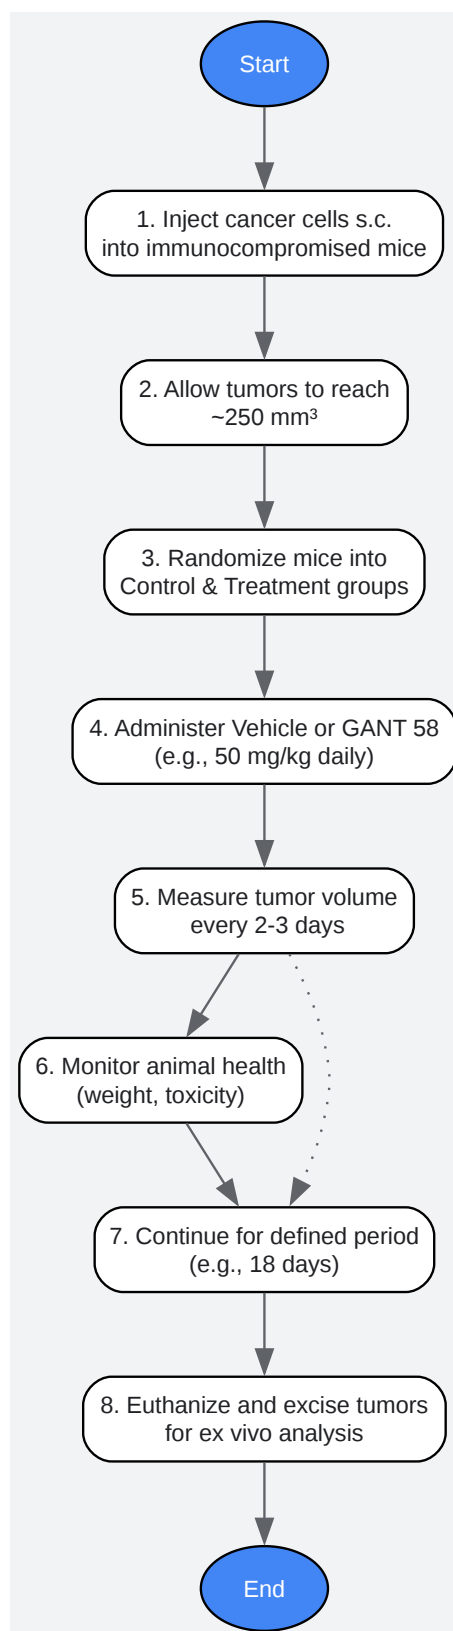 Start
1. Inject cancer cells s.c.
into immunocompromised mice
2. Allow tumors to reach
~250 mm³
3. Randomize mice into
Control & Treatment groups
4. Administer Vehicle or GANT 58
(e.g., 50 mg/kg daily)
5. Measure tumor volume
every 2-3 days
6. Monitor animal health
(weight, toxicity)
7. Continue for defined period
(e.g., 18 days)
8. Euthanize and excise tumors
for ex vivo analysis
End